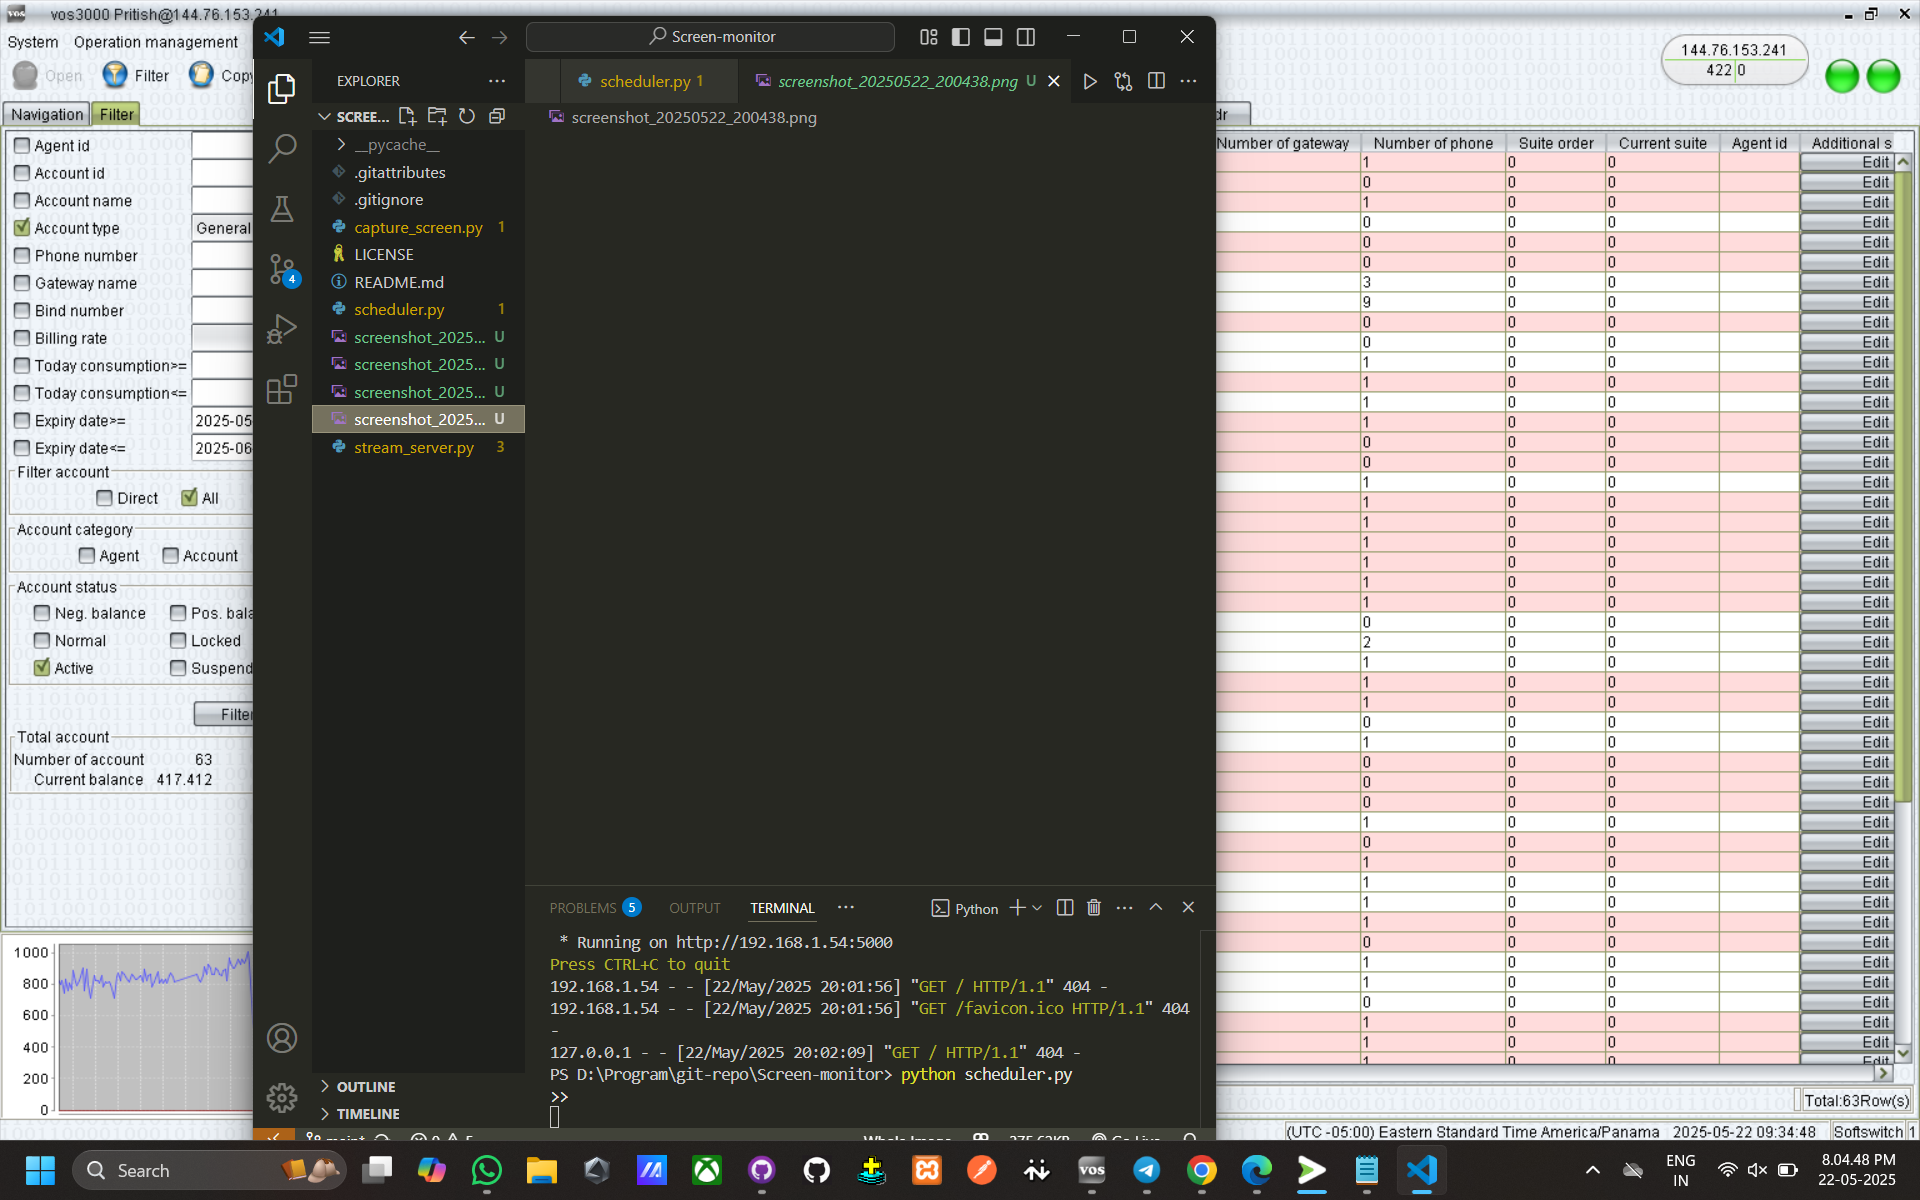 vos3000 Pritish@144.76.153.241
System Operation management
Open Filter Copy
Navigation Filter
Agent id
Account id
Account name
Account type General
Phone number
Gateway name
Bind number
Billing rate
Today consumption>=
Today consumption<=
Expiry date>= 2025-05
Expiry date<= 2025-06
Filter account
Direct All
Account category
Agent Account
Account status
Neg. balance Pos. bala
Normal Locked
Active Suspend
Filte
Total account
Number of account 63
Current balance 417.412
1000
800
600
400
200
0
Screen-monitor
EXPLORER
SCREE...
__pycache__
.gitattributes
.gitignore
capture_screen.py 1
LICENSE
README.md
scheduler.py 1
screenshot_2025... U
screenshot_2025... U
screenshot_2025... U
screenshot_2025... U
stream_server.py 3
4
OUTLINE
TIMELINE
scheduler.py 1
screenshot_20250522_200438.png U
screenshot_20250522_200438.png
PROBLEMS 5 OUTPUT TERMINAL Python
* Running on http://192.168.1.54:5000
Press CTRL+C to quit
192.168.1.54 - - [22/May/2025 20:01:56] "GET / HTTP/1.1" 404 -
192.168.1.54 - - [22/May/2025 20:01:56] "GET /favicon.ico HTTP/1.1" 404
-
127.0.0.1 - - [22/May/2025 20:02:09] "GET / HTTP/1.1" 404 -
PS D:\Program\git-repo\Screen-monitor> python scheduler.py
>>
144.76.153.241
422 0
dr
Number of gateway Number of phone Suite order Current suite Agent id Additional s
1 0 0 Edit
0 0 0 Edit
1 0 0 Edit
0 0 0 Edit
0 0 0 Edit
0 0 0 Edit
3 0 0 Edit
9 0 0 Edit
0 0 0 Edit
0 0 0 Edit
1 0 0 Edit
1 0 0 Edit
1 0 0 Edit
1 0 0 Edit
0 0 0 Edit
0 0 0 Edit
1 0 0 Edit
1 0 0 Edit
1 0 0 Edit
1 0 0 Edit
1 0 0 Edit
1 0 0 Edit
1 0 0 Edit
0 0 0 Edit
2 0 0 Edit
1 0 0 Edit
1 0 0 Edit
1 0 0 Edit
0 0 0 Edit
1 0 0 Edit
0 0 0 Edit
0 0 0 Edit
0 0 0 Edit
1 0 0 Edit
0 0 0 Edit
1 0 0 Edit
1 0 0 Edit
1 0 0 Edit
1 0 0 Edit
0 0 0 Edit
1 0 0 Edit
1 0 0 Edit
0 0 0 Edit
1 0 0 Edit
1 0 0 Edit
1 0 0 Edit
Total:63Row(s)
(UTC -05:00) Eastern Standard Time America/Panama 2025-05-22 09:34:48 Softswitch 1
Search
vos
ENG
IN
8.04.48 PM
22-05-2025